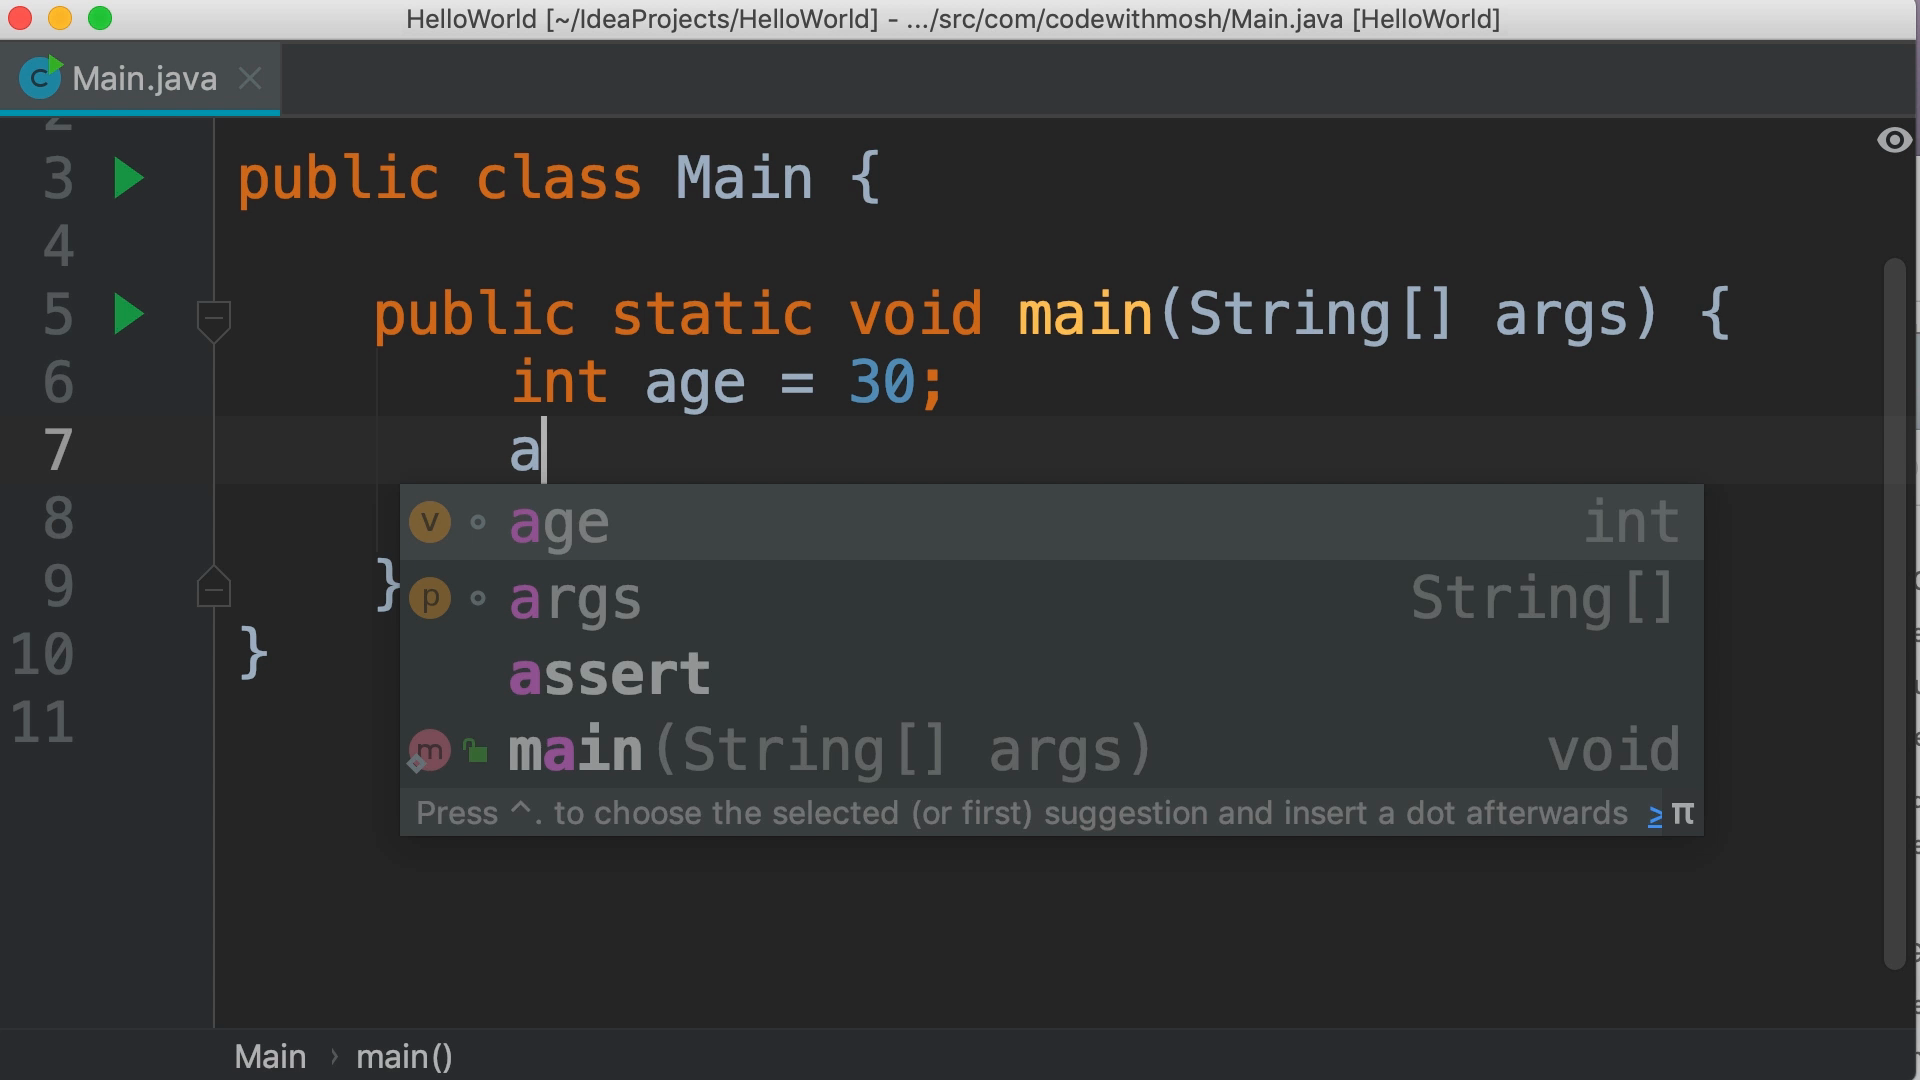 HelloWorld [~/IdeaProjects/HelloWorld] - .../src/com/codewithmosh/Main.java [HelloWorld]
C Main.java
3 public class Main {
4
5 public static void main(String[] args) {
6 int age = 30;
7 a
8
9 }
10 }
11
v age int
p args String[]
assert
m main(String[] args) void
Press ^. to choose the selected (or first) suggestion and insert a dot afterwards ≥ π
Main › main()